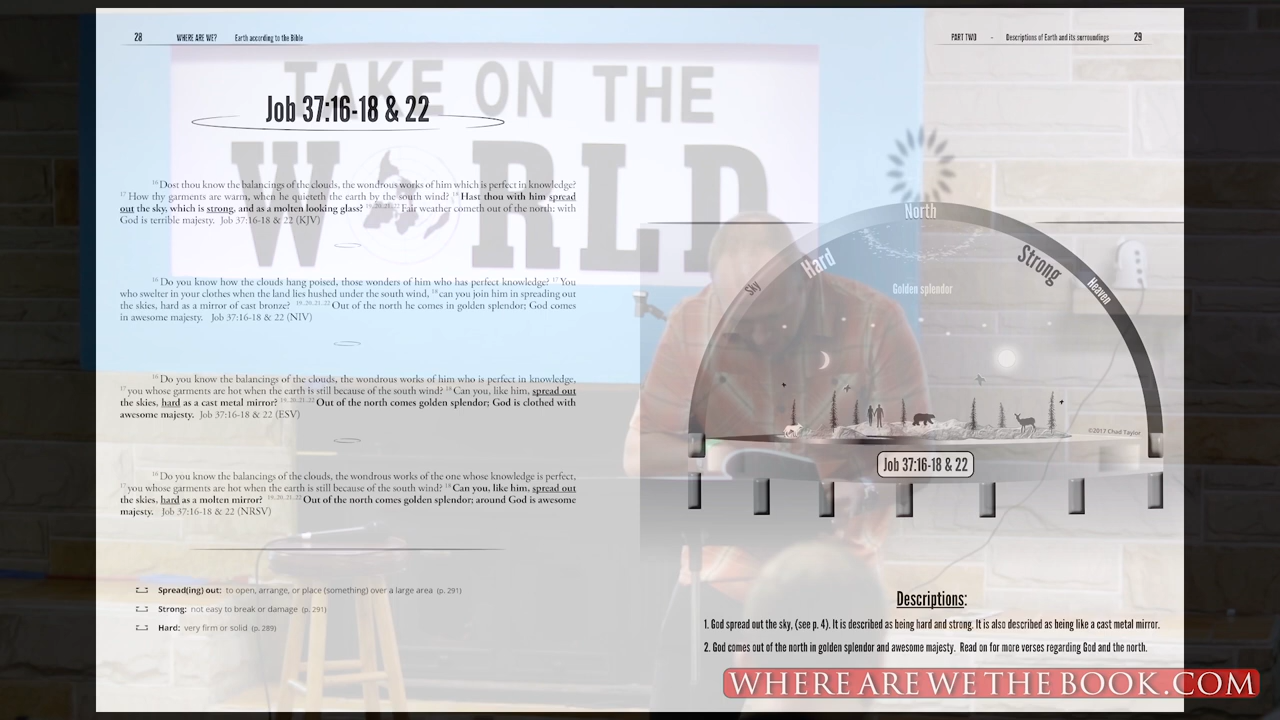 28 WHERE ARE WE? Earth according to the Bible
Job 37:16-18 & 22
16 Dost thou know the balancings of the clouds, the wondrous works of him which is perfect in knowledge?
17 How thy garments are warm, when he quieteth the earth by the south wind? 18 Hast thou with him spread
out the sky, which is strong, and as a molten looking glass? 19, 20, 21, 22 Fair weather cometh out of the north: with
God is terrible majesty. Job 37:16-18 & 22 (KJV)
16 Do you know how the clouds hang poised, those wonders of him who has perfect knowledge? 17 You
who swelter in your clothes when the land lies hushed under the south wind, 18 can you join him in spreading out
the skies, hard as a mirror of cast bronze? 19, 20, 21, 22 Out of the north he comes in golden splendor; God comes
in awesome majesty. Job 37:16-18 & 22 (NIV)
16 Do you know the balancings of the clouds, the wondrous works of him who is perfect in knowledge,
17 you whose garments are hot when the earth is still because of the south wind? 18 Can you, like him, spread out
the skies, hard as a cast metal mirror? 19, 20, 21, 22 Out of the north comes golden splendor; God is clothed with
awesome majesty. Job 37:16-18 & 22 (ESV)
16 Do you know the balancings of the clouds, the wondrous works of the one whose knowledge is perfect,
17 you whose garments are hot when the earth is still because of the south wind? 18 Can you, like him, spread out
the skies, hard as a molten mirror? 19, 20, 21, 22 Out of the north comes golden splendor; around God is awesome
majesty. Job 37:16-18 & 22 (NRSV)
Spread(ing) out: to open, arrange, or place (something) over a large area (p. 291)
Strong: not easy to break or damage (p. 291)
Hard: very firm or solid (p. 289)
TAKE ON THE
WORLD
PART TWO - Descriptions of Earth and its surroundings 29
North
Hard
Strong
Sky
Golden splendor
Heaven
©2017 Chad Taylor
Job 37:16-18 & 22
Descriptions:
1. God spread out the sky, (see p. 4). It is described as being hard and strong. It is also described as being like a cast metal mirror.
2. God comes out of the north in golden splendor and awesome majesty. Read on for more verses regarding God and the north.
WHEREAREWETHEBOOK.COM